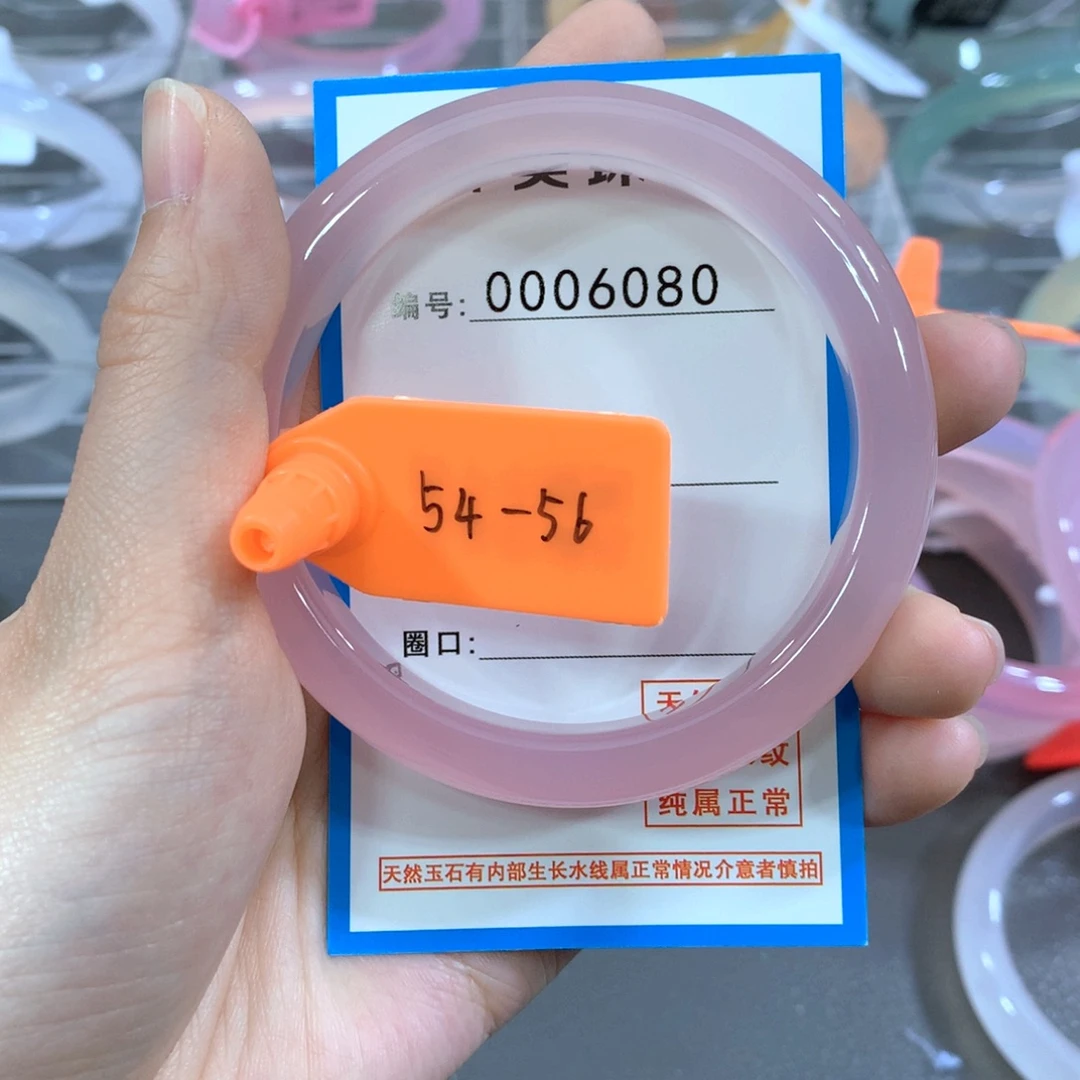 编号: 0006080
54-56
圈口:
纯属正常
天然玉石有内部生长水线属正常情况介意者慎拍